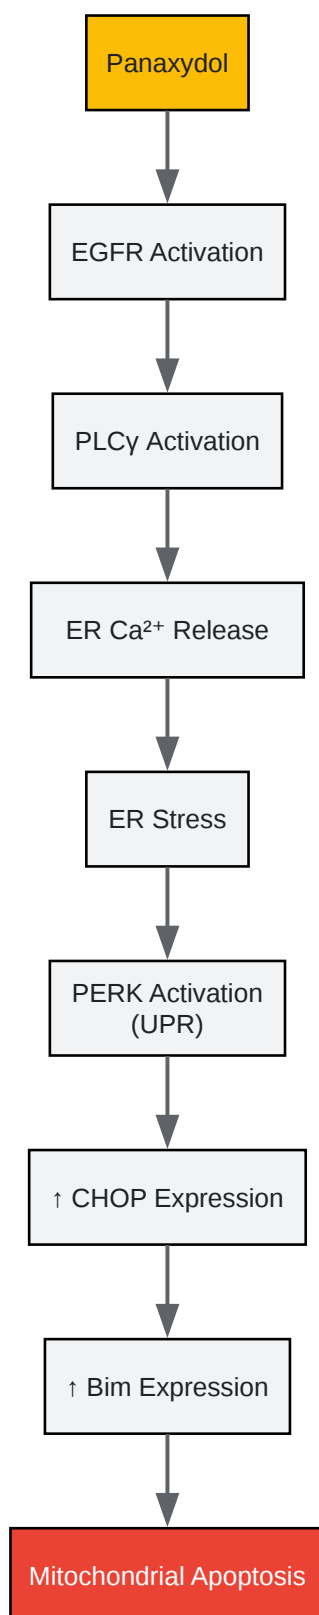 Panaxydol
EGFR Activation
PLCγ Activation
ER Ca²⁺ Release
ER Stress
PERK Activation
(UPR)
↑ CHOP Expression
↑ Bim Expression
Mitochondrial Apoptosis